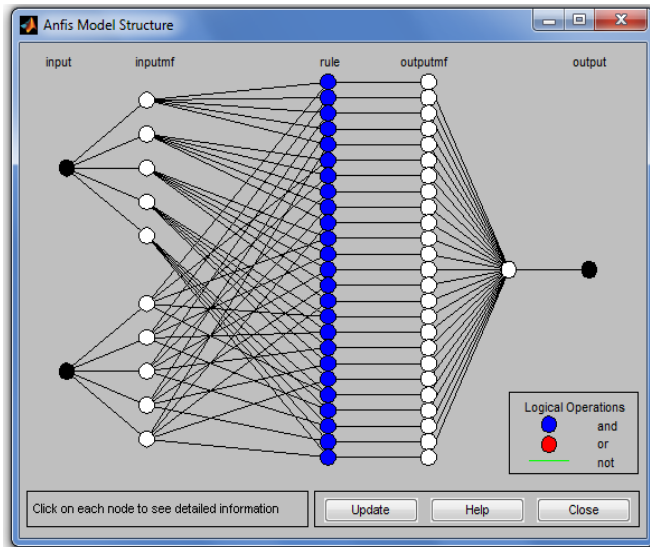 Anfis Model Structure
input inputmf rule outputmf output
Logical Operations
and
or
not
Click on each node to see detailed information
Update Help Close